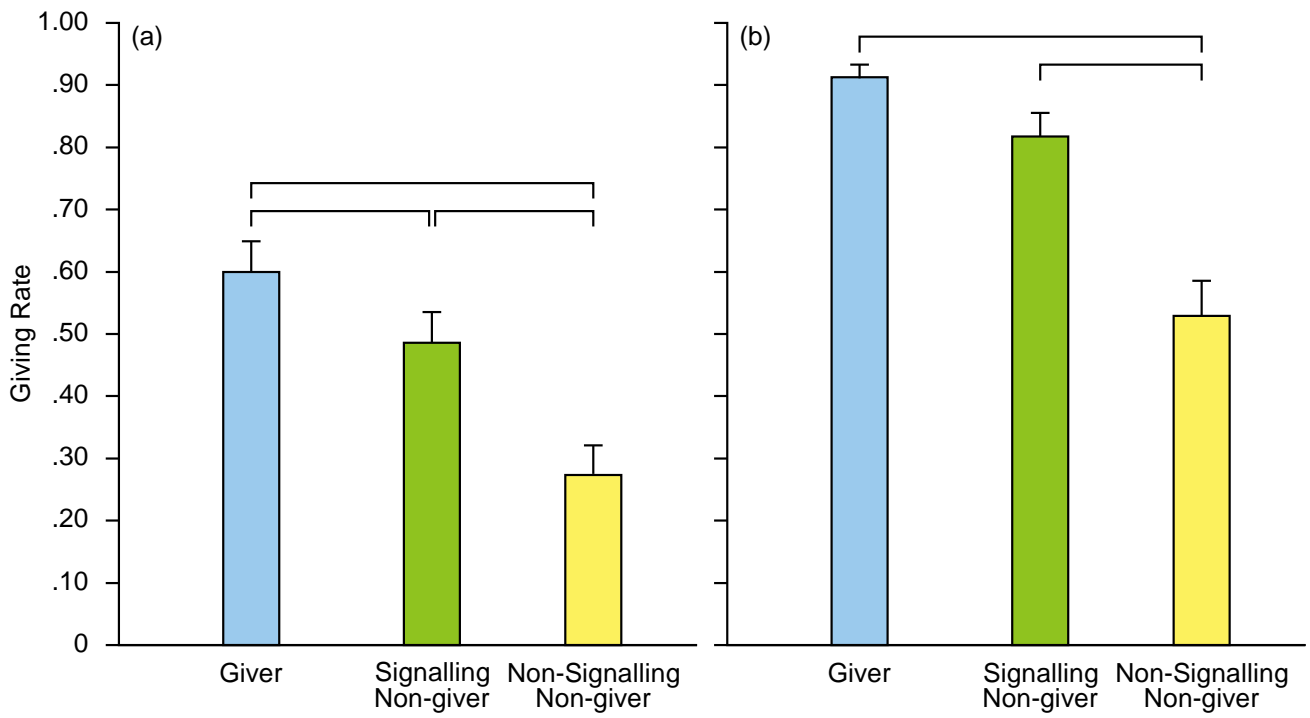 1.00
(a)
(b)
.90
.80
.70
.60
.50
.40
.30
.20
.10
0
Giving Rate
Giver
Signalling
Non-giver
Non-Signalling
Non-giver
Giver
Signalling
Non-giver
Non-Signalling
Non-giver